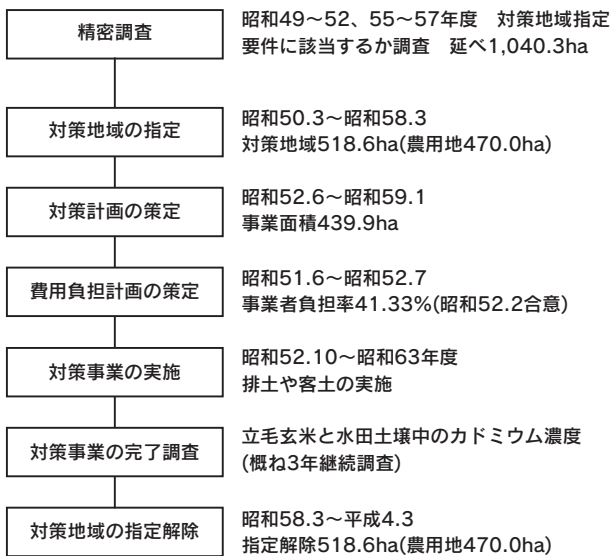 精密調査
昭和49～52、55～57年度　対策地域指定
要件に該当するか調査　延べ1,040.3ha
対策地域の指定
昭和50.3～昭和58.3
対策地域518.6ha(農用地470.0ha)
対策計画の策定
昭和52.6～昭和59.1
事業面積439.9ha
費用負担計画の策定
昭和51.6～昭和52.7
事業者負担率41.33%(昭和52.2合意)
対策事業の実施
昭和52.10～昭和63年度
排土や客土の実施
対策事業の完了調査
立毛玄米と水田土壌中のカドミウム濃度
(概ね3年継続調査)
対策地域の指定解除
昭和58.3～平成4.3
指定解除518.6ha(農用地470.0ha)